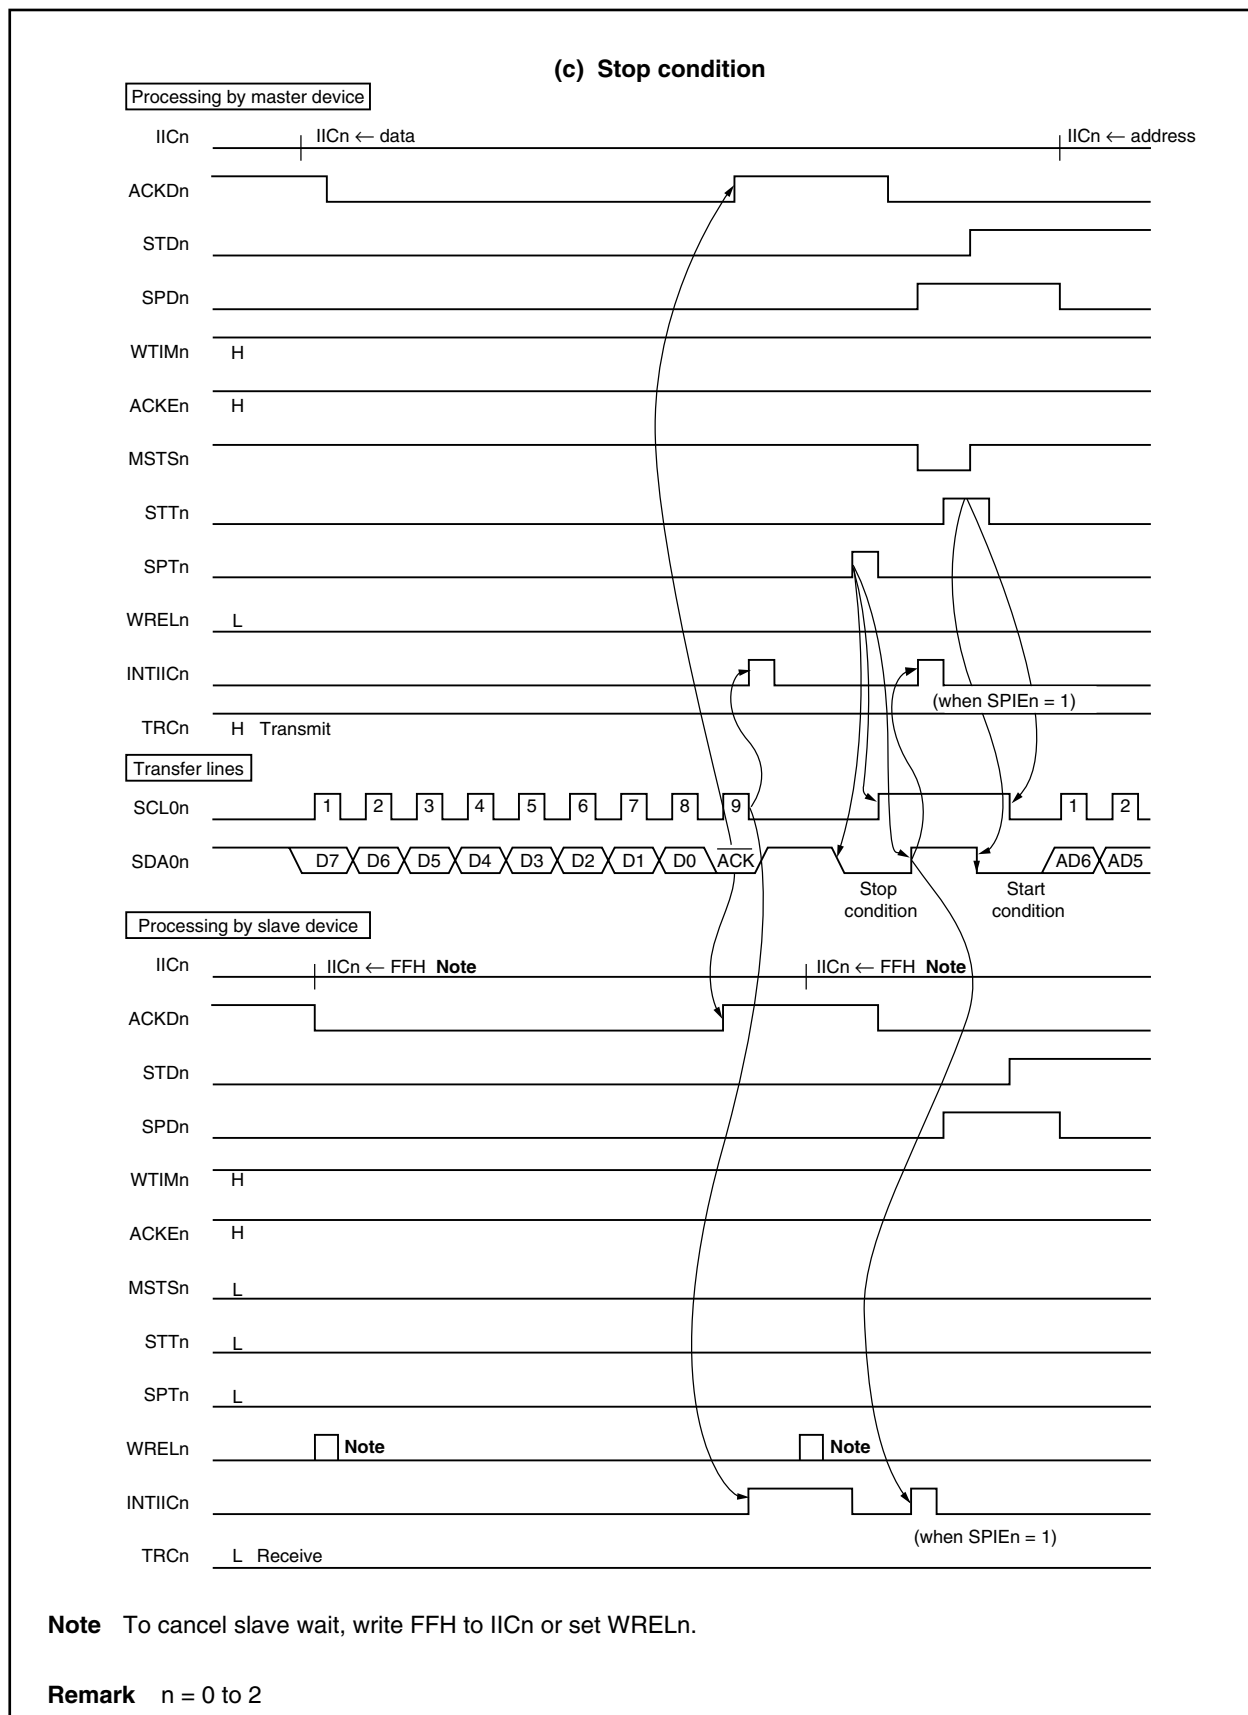 (c) Stop condition
Processing by master device
IICn IICn ← data IICn ← address
ACKDn
STDn
SPDn
WTIMn H
ACKEn H
MSTSn
STTn
SPTn
WRELn L
INTIICn
(when SPIEn = 1)
TRCn H Transmit
Transfer lines
SCL0n 1 2 3 4 5 6 7 8 9 1 2
SDA0n D7 D6 D5 D4 D3 D2 D1 D0 ACK AD6 AD5
Stop condition
Start condition
Processing by slave device
IICn IICn ← FFH Note IICn ← FFH Note
ACKDn
STDn
SPDn
WTIMn H
ACKEn H
MSTSn L
STTn L
SPTn L
WRELn Note Note
INTIICn
(when SPIEn = 1)
TRCn L Receive
Note To cancel slave wait, write FFH to IICn or set WRELn.
Remark n = 0 to 2